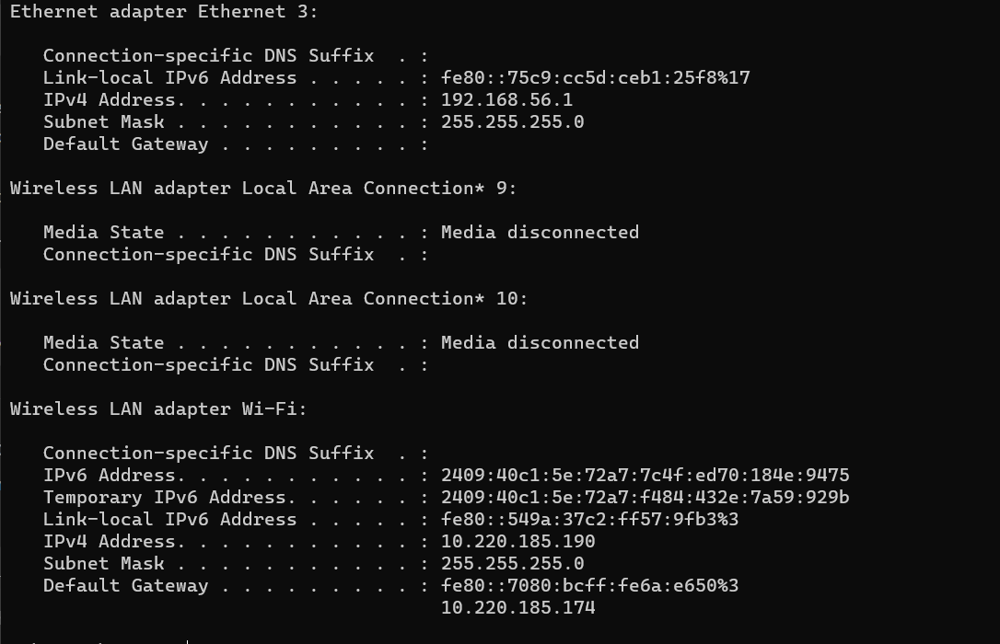 Ethernet adapter Ethernet 3:
Connection-specific DNS Suffix  . :
Link-local IPv6 Address . . . . . : fe80::75c9:cc5d:ceb1:25f8%17
IPv4 Address. . . . . . . . . . . : 192.168.56.1
Subnet Mask . . . . . . . . . . . : 255.255.255.0
Default Gateway . . . . . . . . . :
Wireless LAN adapter Local Area Connection* 9:
Media State . . . . . . . . . . . : Media disconnected
Connection-specific DNS Suffix  . :
Wireless LAN adapter Local Area Connection* 10:
Media State . . . . . . . . . . . : Media disconnected
Connection-specific DNS Suffix  . :
Wireless LAN adapter Wi-Fi:
Connection-specific DNS Suffix  . :
IPv6 Address. . . . . . . . . . . : 2409:40c1:5e:72a7:7c4f:ed70:184e:9475
Temporary IPv6 Address. . . . . . : 2409:40c1:5e:72a7:f484:432e:7a59:929b
Link-local IPv6 Address . . . . . : fe80::549a:37c2:ff57:9fb3%3
IPv4 Address. . . . . . . . . . . : 10.220.185.190
Subnet Mask . . . . . . . . . . . : 255.255.255.0
Default Gateway . . . . . . . . . : fe80::7080:bcff:fe6a:e650%3
10.220.185.174